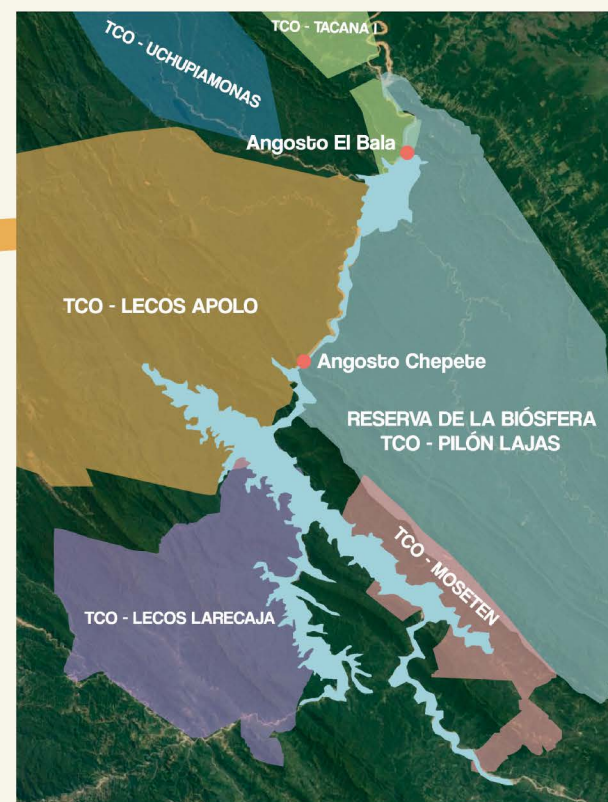 TCO - TACANA I
TCO - UCHUPIAMONAS
Angosto El Bala
TCO - LECOS APOLO
Angosto Chepete
RESERVA DE LA BIÓSFERA
TCO - PILÓN LAJAS
TCO - MOSETEN
TCO - LECOS LARECAJA